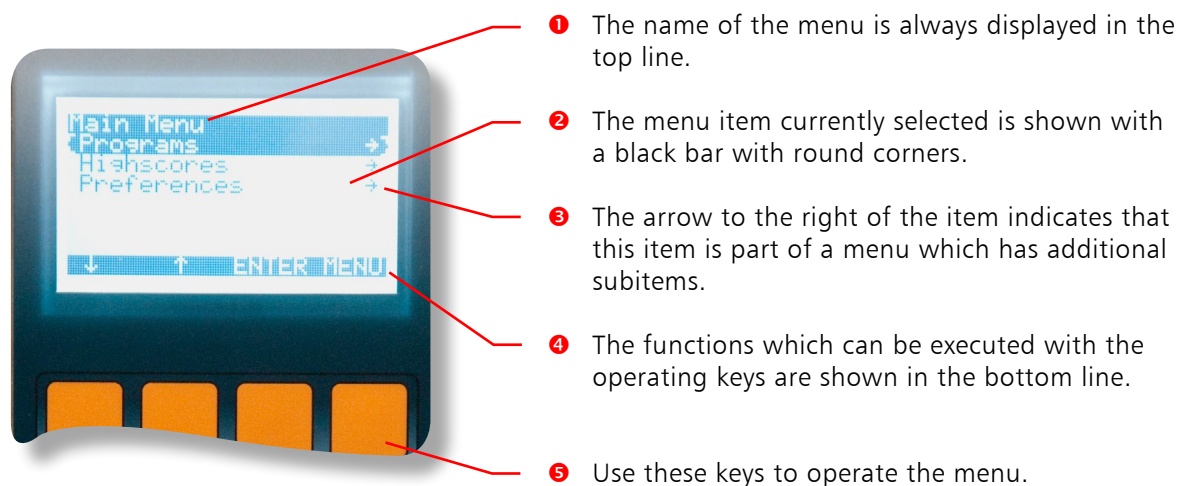 Main Menu
Programs →
Highscores →
Preferences →
↓ ↑ ENTER MENU
❶ The name of the menu is always displayed in the
top line.
❷ The menu item currently selected is shown with
a black bar with round corners.
❸ The arrow to the right of the item indicates that
this item is part of a menu which has additional
subitems.
❹ The functions which can be executed with the
operating keys are shown in the bottom line.
❺ Use these keys to operate the menu.